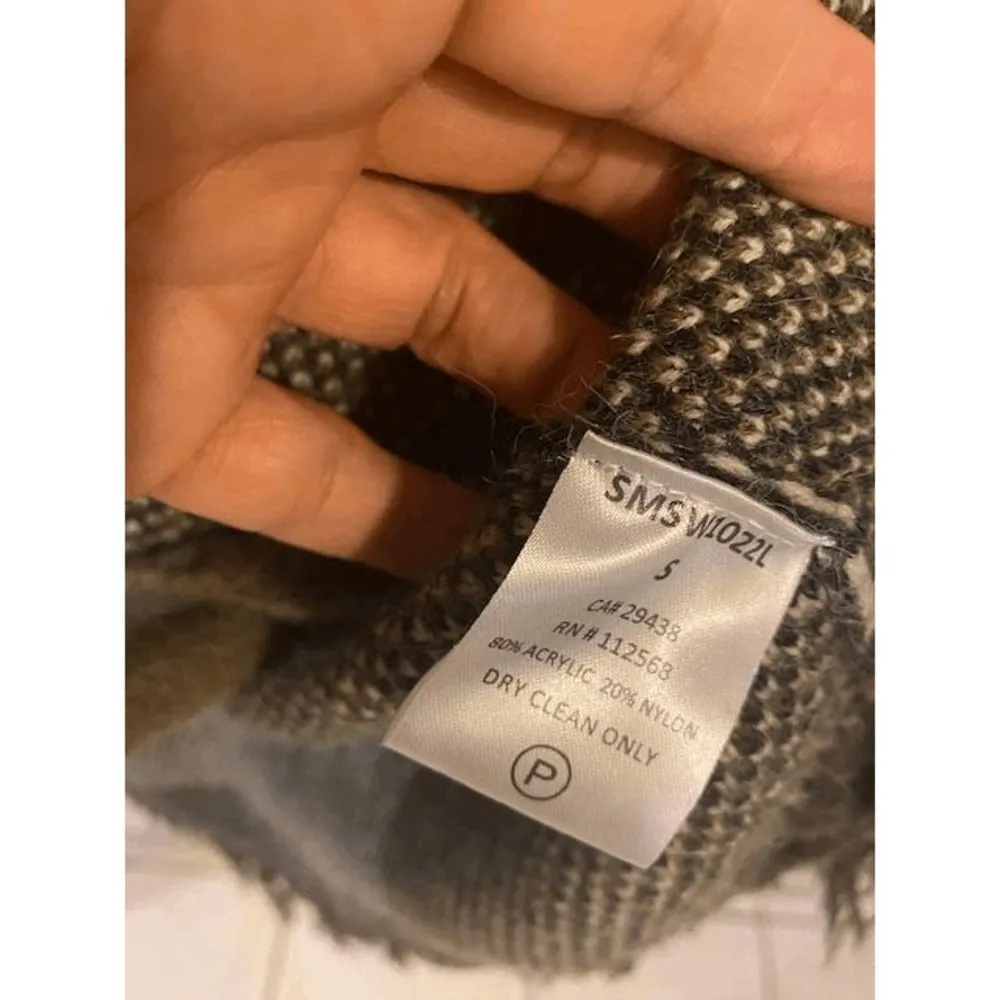 SMSW1022L
S
CA# 29438
RN # 112568
80% ACRYLIC 20% NYLON
DRY CLEAN ONLY
P